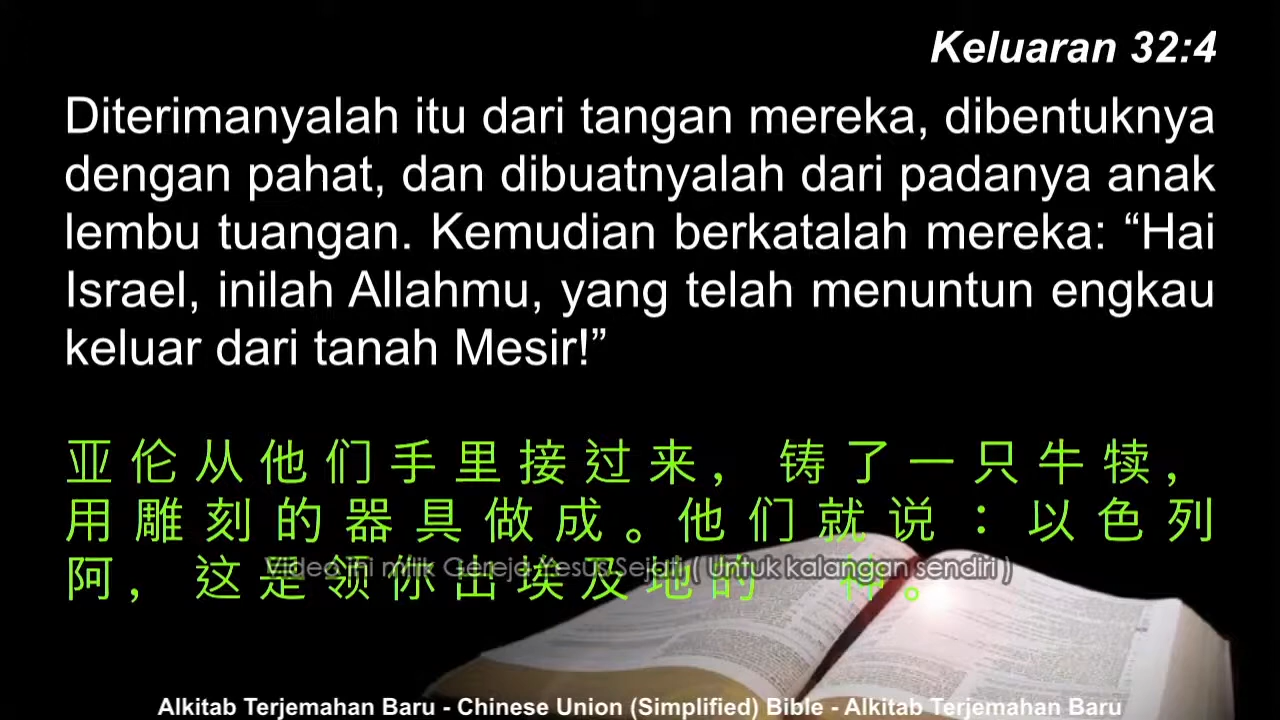 Keluaran 32:4
Diterimanyalah itu dari tangan mereka, dibentuknya
dengan pahat, dan dibuatnyalah dari padanya anak
lembu tuangan. Kemudian berkatalah mereka: “Hai
Israel, inilah Allahmu, yang telah menuntun engkau
keluar dari tanah Mesir!”
亚伦从他们手里接过来， 铸了一只牛犊，
用雕刻的器具做成。他们就说：以色列
阿， 这是领你出埃及地的 神。
Video ini milik Gereja Yesus Sejati ( Untuk kalangan sendiri )
Alkitab Terjemahan Baru - Chinese Union (Simplified) Bible - Alkitab Terjemahan Baru